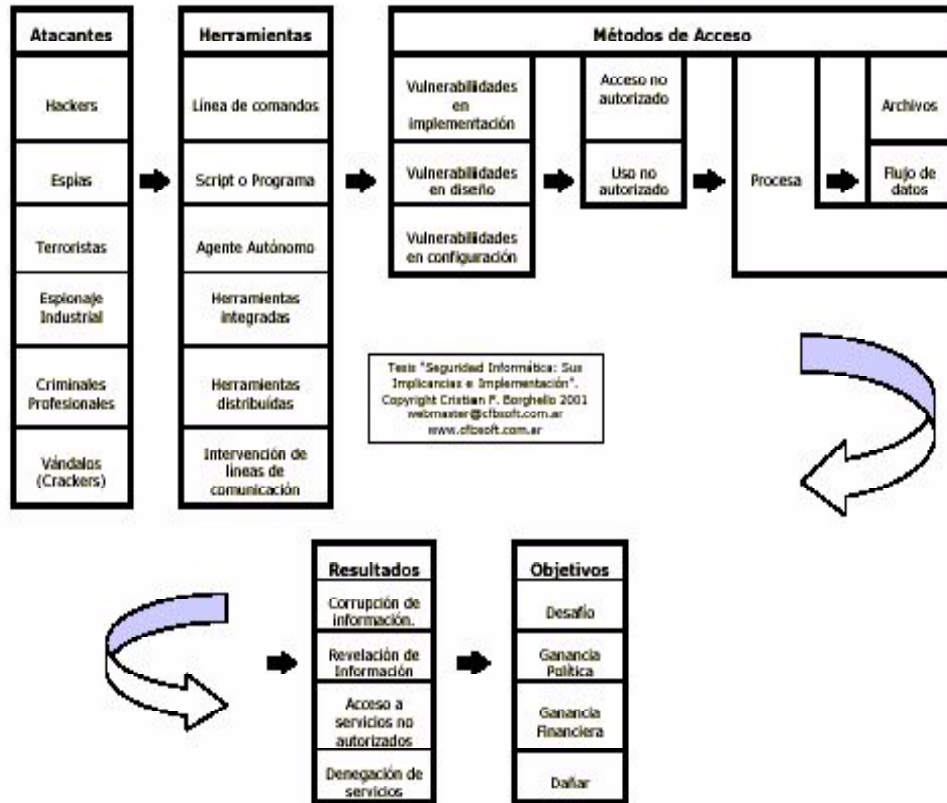 Atacantes
Hackers
Espias
Terroristas
Espionaje
Industrial
Criminales
Profesionales
Vándalos
(Crackers)
Herramientas
Línea de comandos
Script o Programa
Agente Autónomo
Herramientas
integradas
Herramientas
distribuídas
Intervención de
líneas de
comunicación
Métodos de Acceso
Vulnerabilidades
en
implementación
Vulnerabilidades
en diseño
Vulnerabilidades
en configuración
Acceso no
autorizado
Uso no
autorizado
Procesa
Archivos
Flujo de
datos
Tesis "Seguridad Informática: Sus
Implicancias e Implementación".
Copyright Cristian F. Borghello 2001
webmaster@cfbsoft.com.ar
www.cfbsoft.com.ar
Resultados
Corrupción de
información.
Revelación de
Información
Acceso a
servicios no
autorizados
Denegación de
servicios
Objetivos
Desafío
Ganancia
Política
Ganancia
Financiera
Dañar